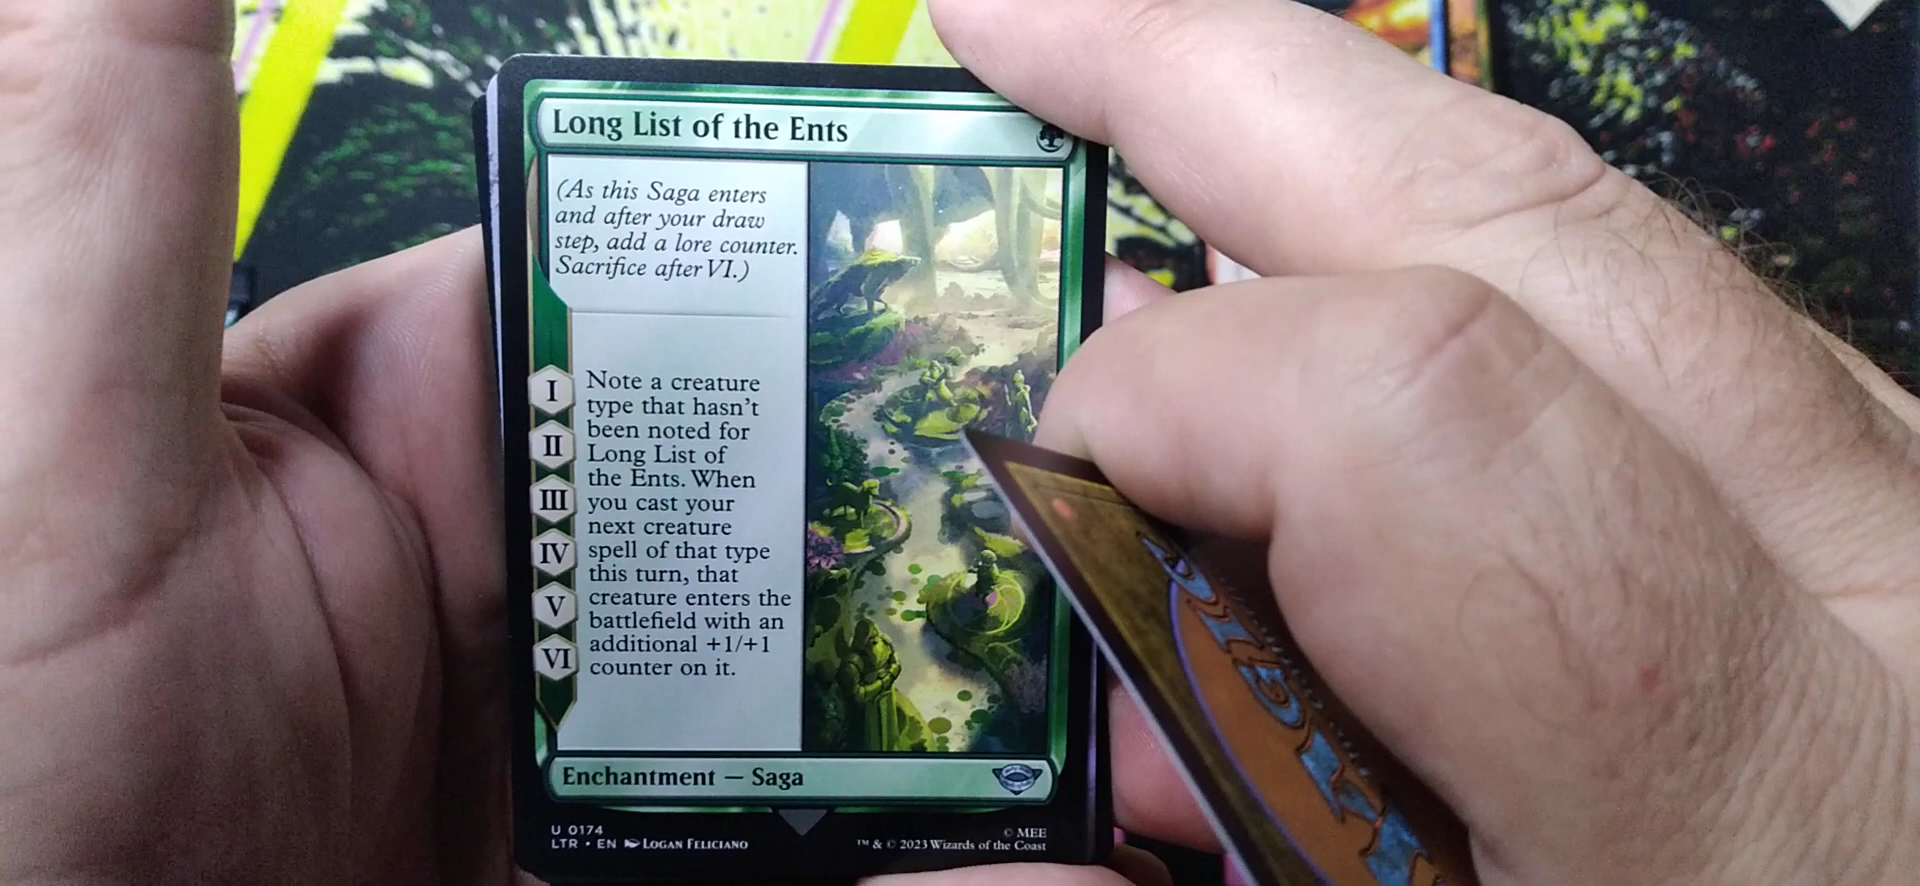 Long List of the Ents
(As this Saga enters
and after your draw
step, add a lore counter.
Sacrifice after VI.)
I
II
III
IV
V
VI
Note a creature
type that hasn't
been noted for
Long List of
the Ents. When
you cast your
next creature
spell of that type
this turn, that
creature enters the
battlefield with an
additional +1/+1
counter on it.
Enchantment — Saga
U 0174
LTR • EN LOGAN FELICIANO
© MEE
™ & © 2023 Wizards of the Coast